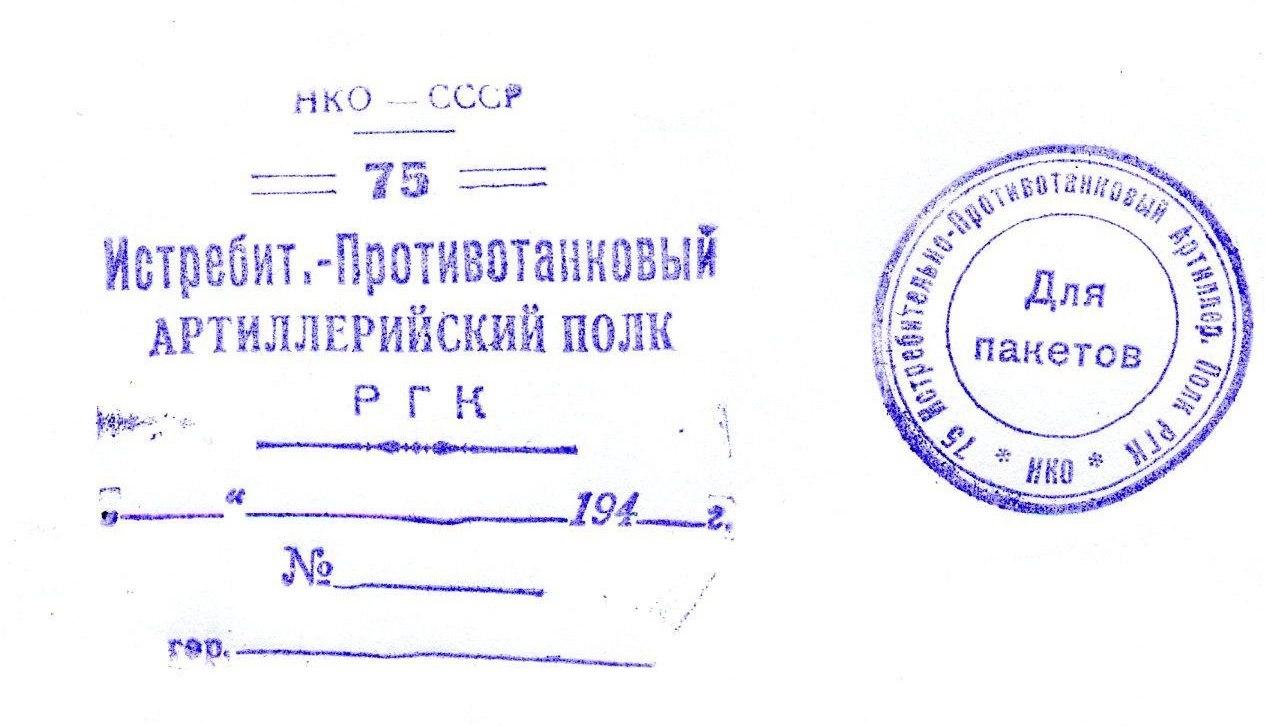 НКО — СССР
75
Истребит.-Противотанковый
АРТИЛЛЕРИЙСКИЙ ПОЛК
РГК
„ “ 194 г.
№
гор.
75 Истребительно-Противотанковый Артиллер. Полк РГК
* НКО *
Для
пакетов